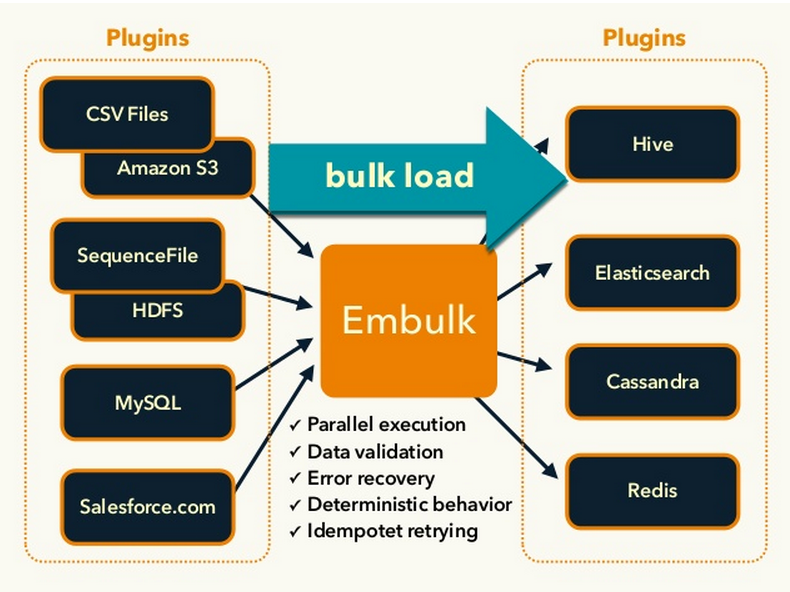 Plugins
Plugins
CSV Files
Amazon S3
SequenceFile
HDFS
MySQL
Salesforce.com
bulk load
Embulk
✓ Parallel execution
✓ Data validation
✓ Error recovery
✓ Deterministic behavior
✓ Idempotet retrying
Hive
Elasticsearch
Cassandra
Redis